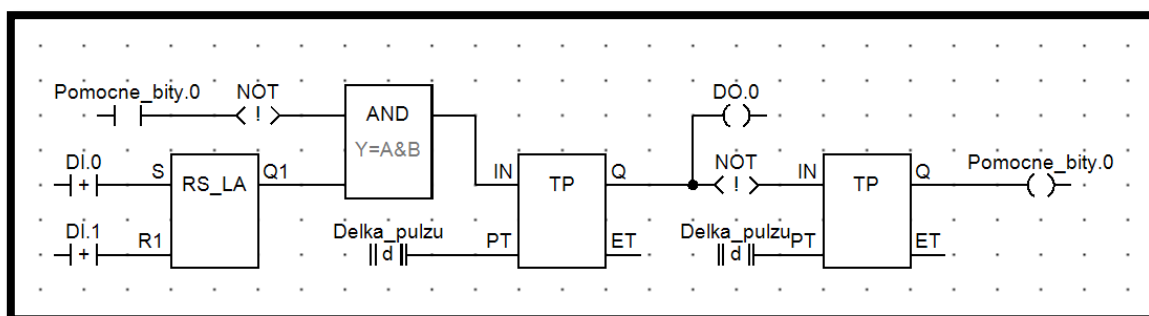 Pomocne_bity.0 NOT DO.0
! AND
Y=A&B
DI.0 NOT Pomocne_bity.0
+ S RS_LA Q1 IN TP Q ! IN TP Q
DI.1 Delka_pulzu Delka_pulzu
+ R1 d PT ET d PT ET